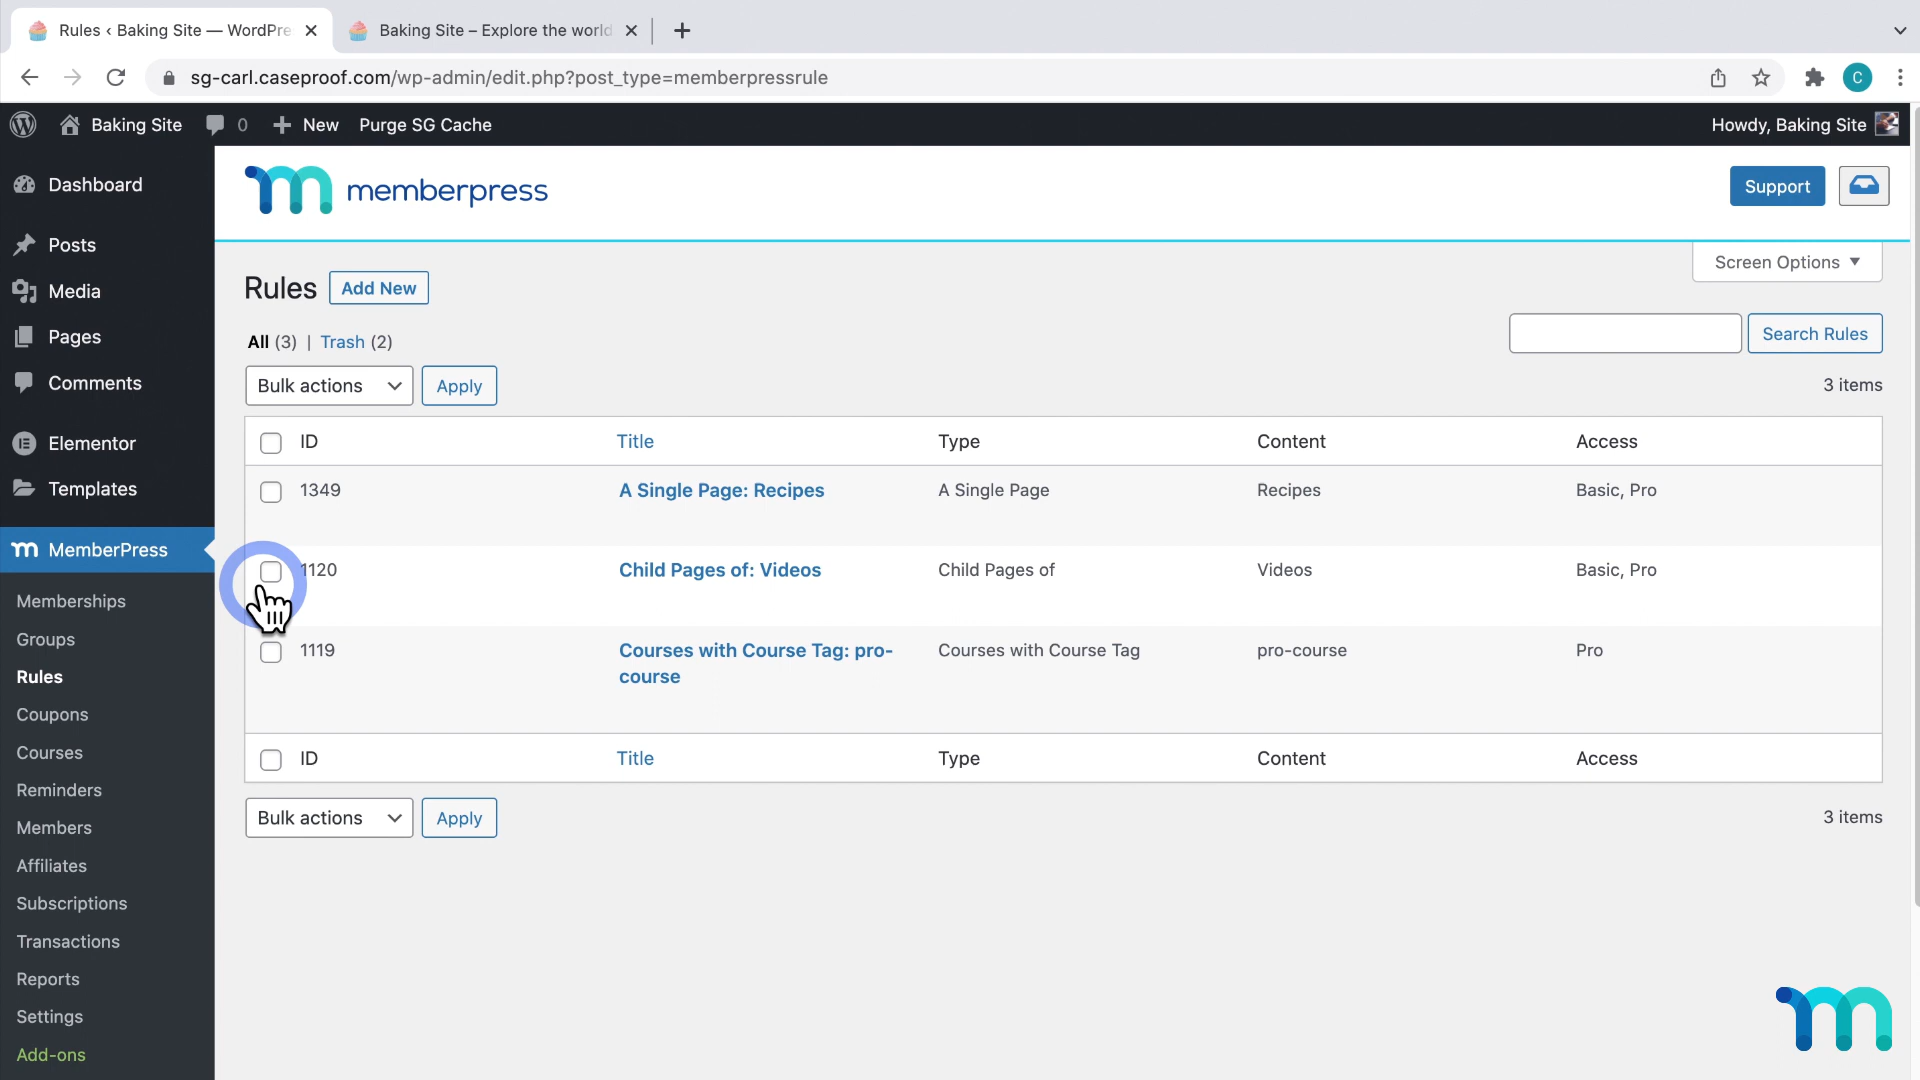 Rules ‹ Baking Site — WordPre
Baking Site – Explore the world
sg-carl.caseproof.com/wp-admin/edit.php?post_type=memberpressrule
C
Baking Site
0
New
Purge SG Cache
Howdy, Baking Site
Dashboard
Posts
Media
Pages
Comments
Elementor
Templates
MemberPress
Memberships
Groups
Rules
Coupons
Courses
Reminders
Members
Affiliates
Subscriptions
Transactions
Reports
Settings
Add-ons
memberpress
Support
Screen Options
Rules
Add New
All (3) | Trash (2)
Search Rules
Bulk actions
Apply
3 items
ID Title Type Content Access
1349 A Single Page: Recipes A Single Page Recipes Basic, Pro
1120 Child Pages of: Videos Child Pages of Videos Basic, Pro
1119 Courses with Course Tag: pro- Courses with Course Tag pro-course Pro
course
ID Title Type Content Access
Bulk actions
Apply
3 items